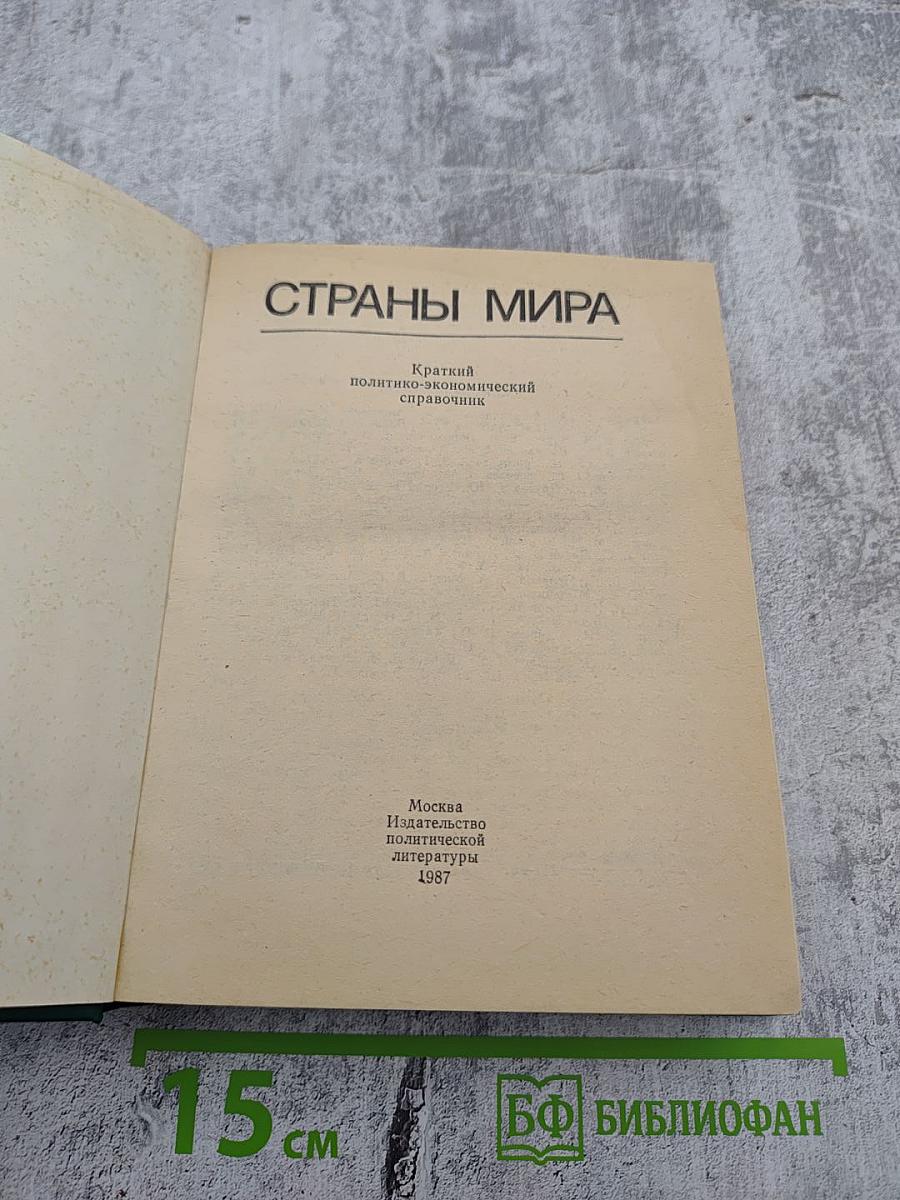 СТРАНЫ МИРА
Краткий
политико-экономический
справочник
Москва
Издательство
политической
литературы
1987
15 см
БФ БИБЛИОФАН